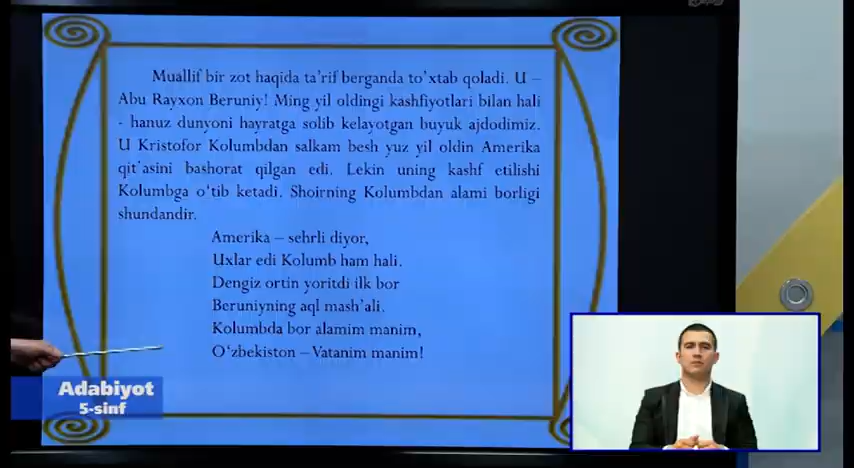 Muallif bir zot haqida ta'rif berganda to'xtab qoladi. U –
Abu Rayxon Beruniy! Ming yil oldingi kashfiyotlari bilan hali
- hanuz dunyoni hayratga solib kelayotgan buyuk ajdodimiz.
U Kristofor Kolumbdan salkam besh yuz yil oldin Amerika
qit'asini bashorat qilgan edi. Lekin uning kashf etilishi
Kolumbga o‘tib ketadi. Shoirning Kolumbdan alami borligi
shundandir.
Amerika – sehrli diyor,
Uxlar edi Kolumb ham hali.
Dengiz ortin yoritdi ilk bor
Beruniyning aql mash'ali.
Kolumbda bor alamim manim,
O‘zbekiston – Vatanim manim!
Adabiyot
5-sinf